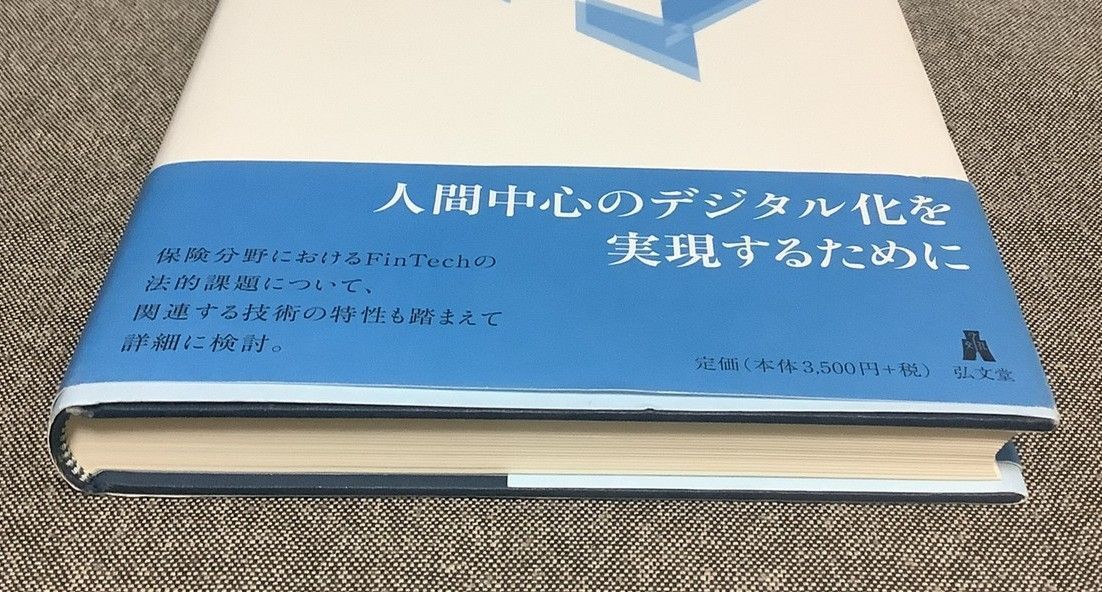 人間中心のデジタル化を
実現するために
保険分野におけるFinTechの
法的課題について、
関連する技術の特性も踏まえて
詳細に検討。
定価(本体3,500円+税)
弘文堂